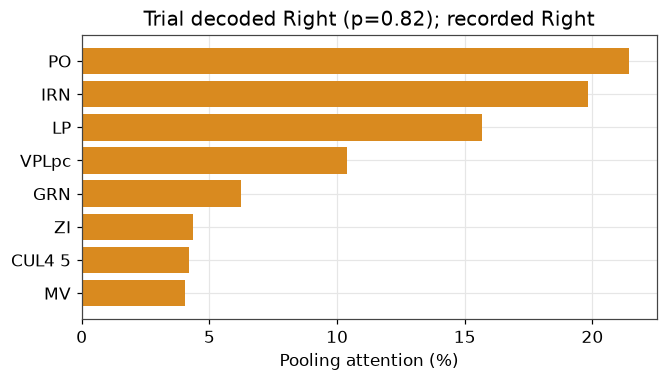 Trial decoded Right (p=0.82); recorded Right
PO
IRN
LP
VPLpc
GRN
ZI
CUL4 5
MV
0 5 10 15 20
Pooling attention (%)